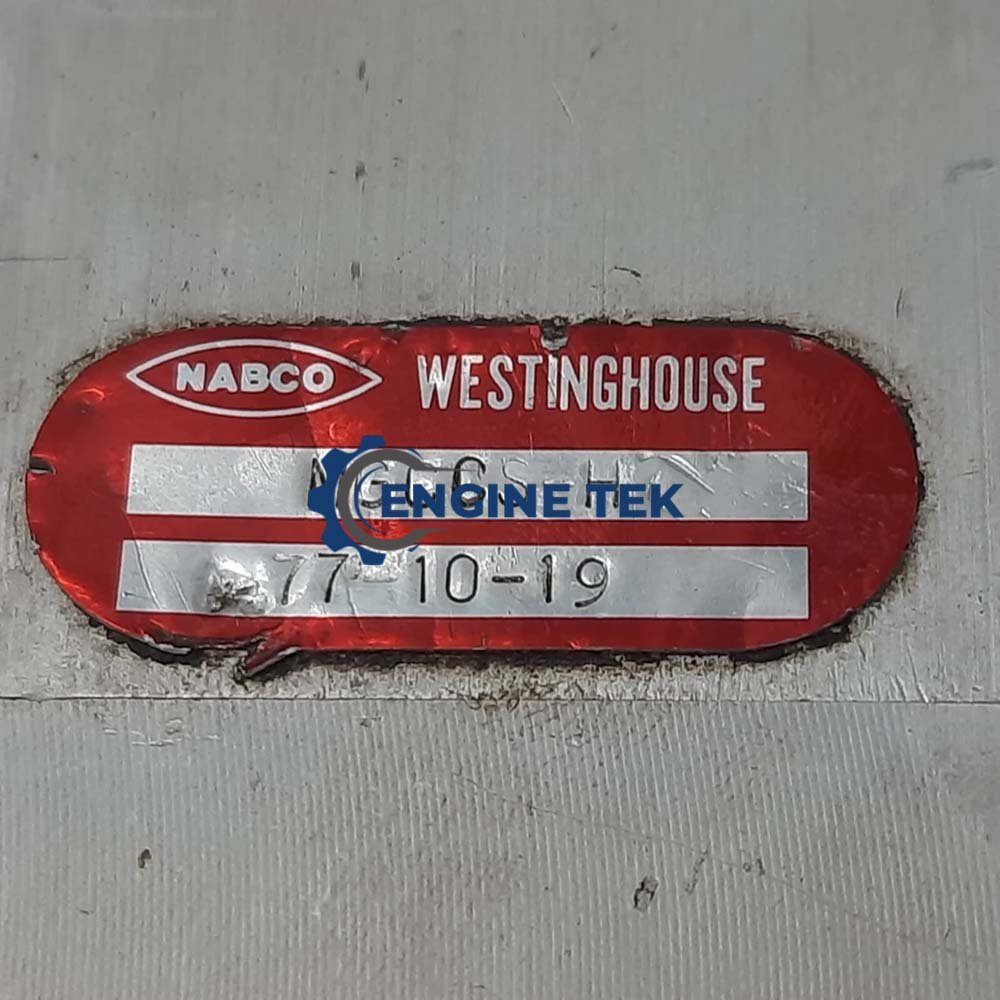 NABCO WESTINGHOUSE
ENGINE TEK
77-10-19